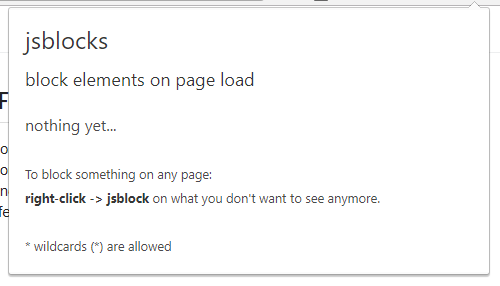 jsblocks
block elements on page load
nothing yet...
To block something on any page:
right-click -> jsblock on what you don't want to see anymore.
* wildcards (*) are allowed